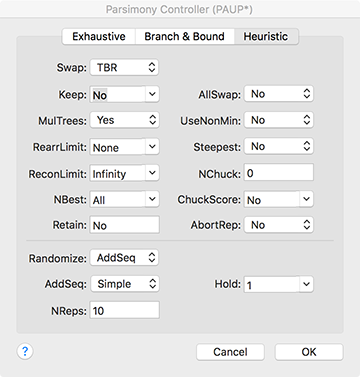 Parsimony Controller (PAUP*)
Exhaustive Branch & Bound Heuristic
Swap: TBR
Keep: No AllSwap: No
MulTrees: Yes UseNonMin: No
RearrLimit: None Steepest: No
ReconLimit: Infinity NChuck: 0
NBest: All ChuckScore: No
Retain: No AbortRep: No
Randomize: AddSeq
AddSeq: Simple Hold: 1
NReps: 10
? Cancel OK